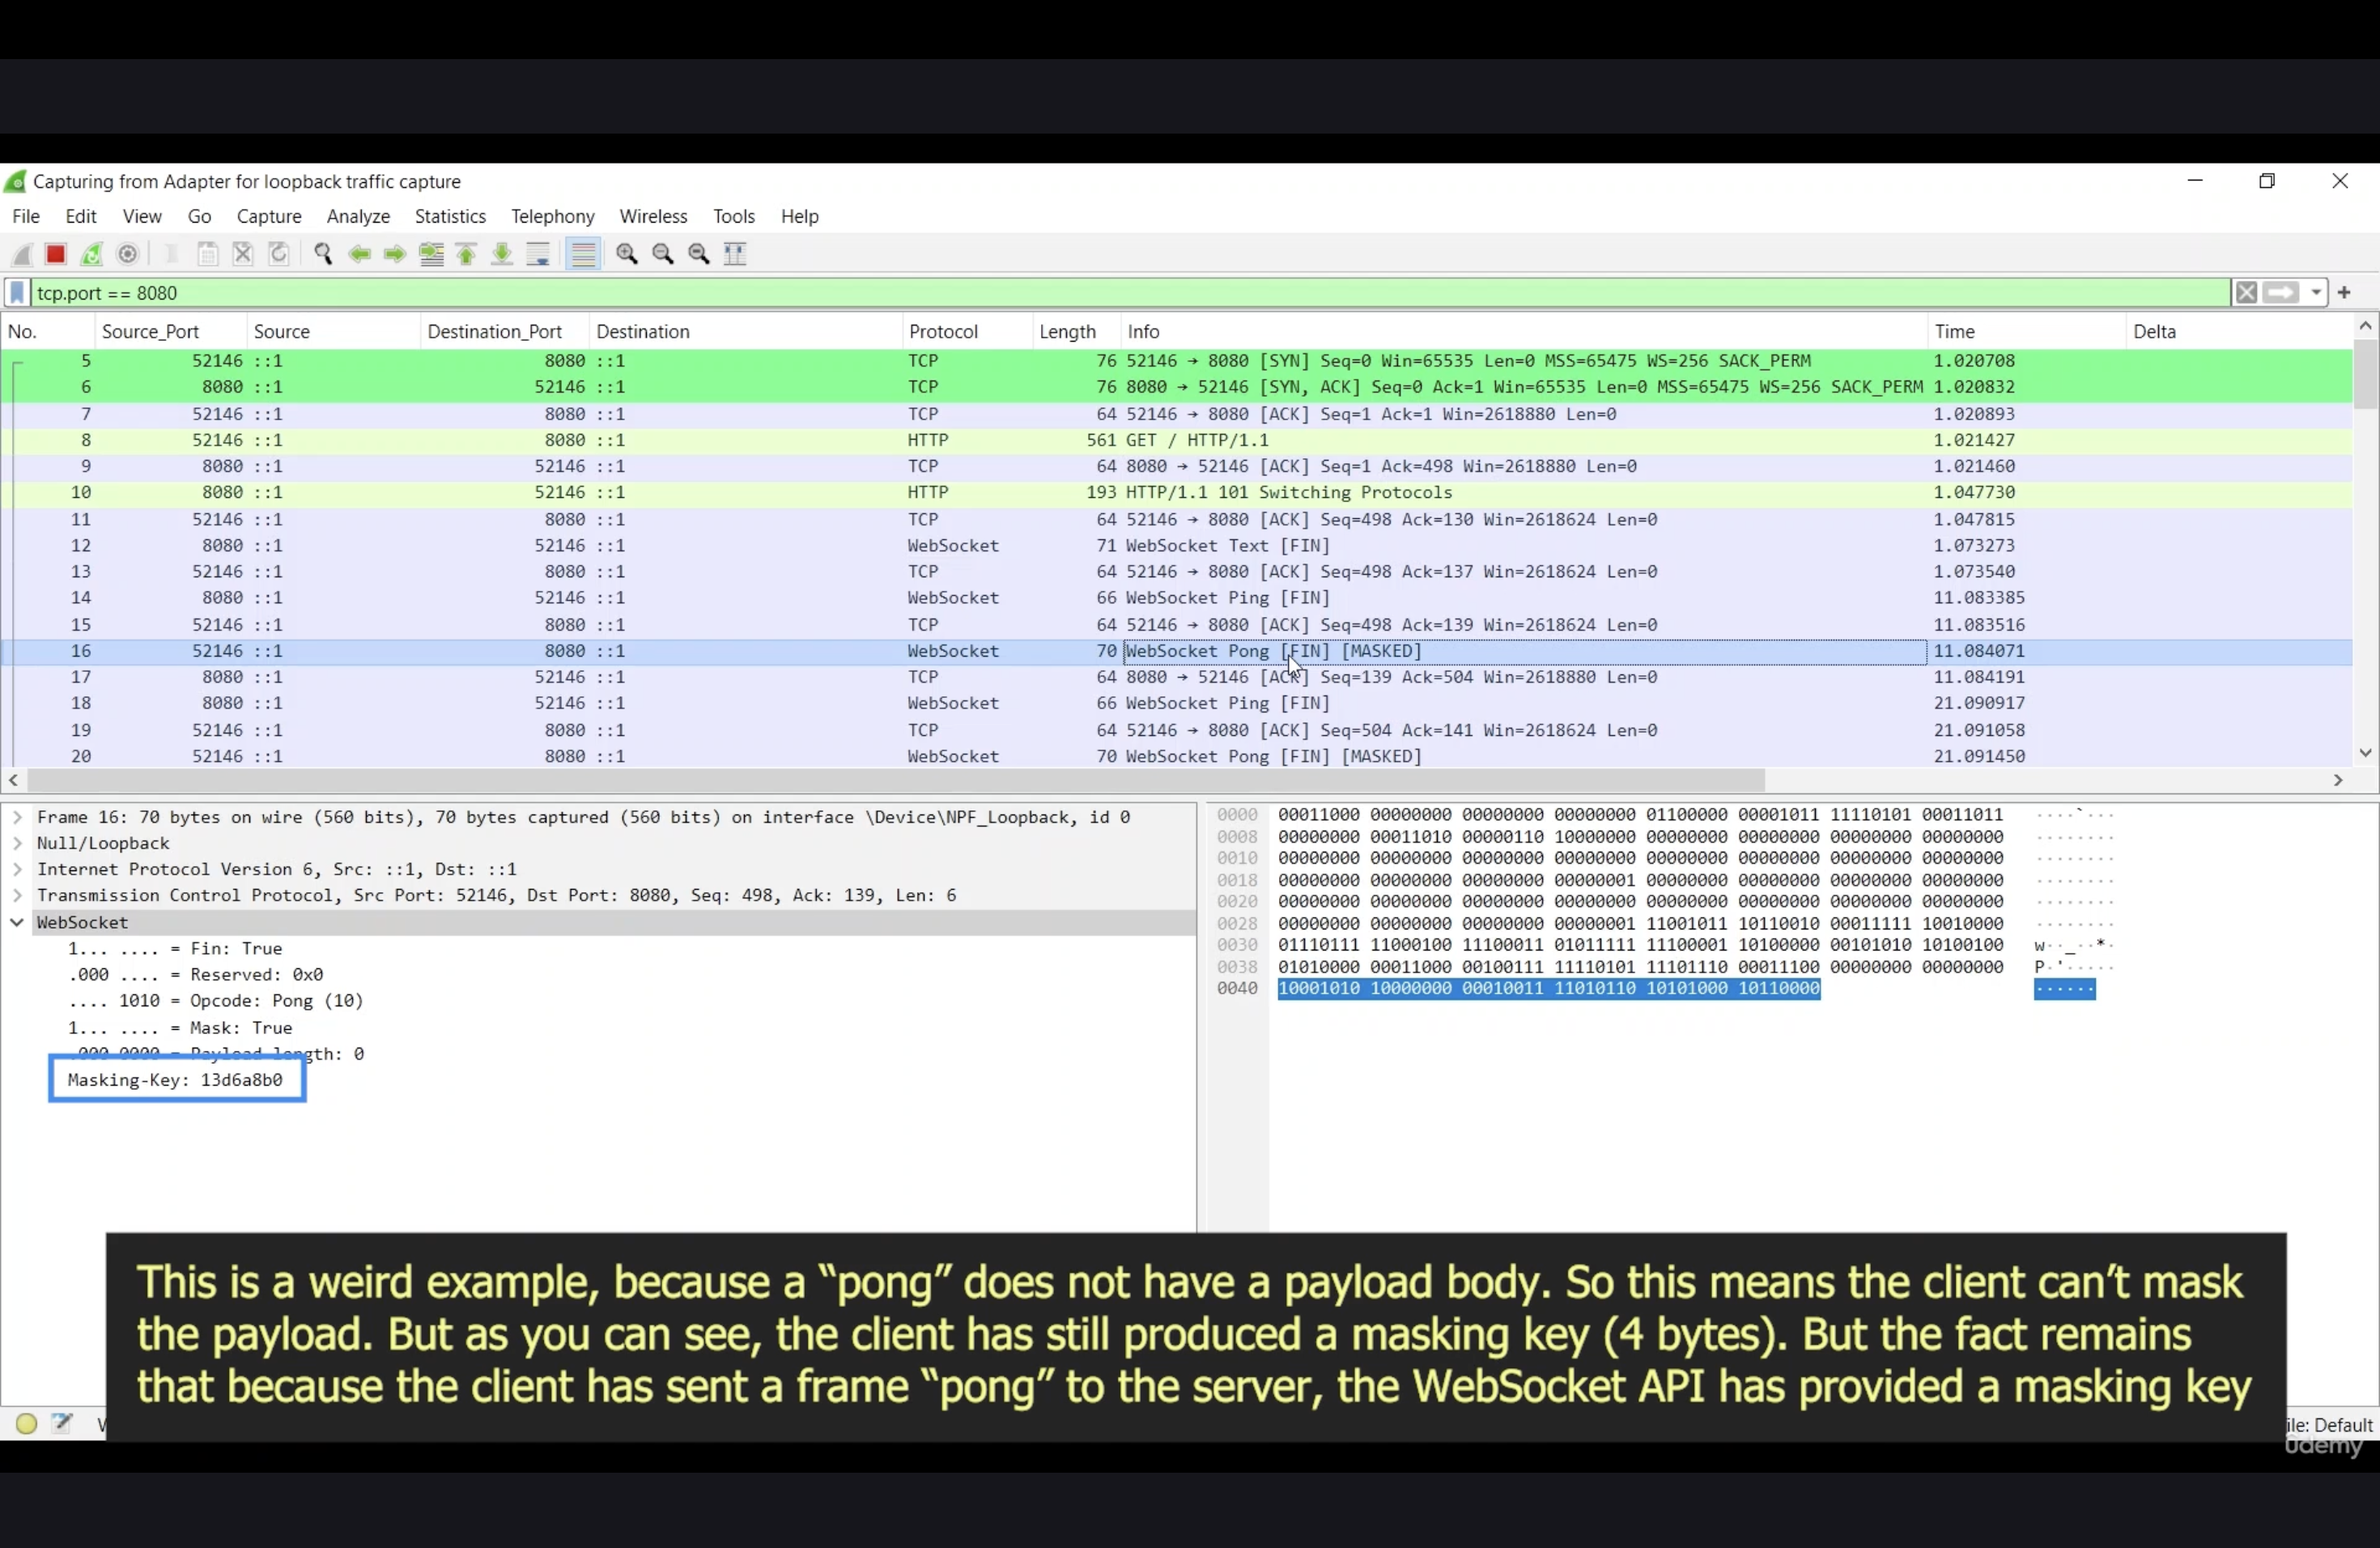 Capturing from Adapter for loopback traffic capture
File Edit View Go Capture Analyze Statistics Telephony Wireless Tools Help
tcp.port == 8080
No. Source_Port Source Destination_Port Destination Protocol Length Info Time Delta
5 52146 ::1 8080 ::1 TCP 76 52146 → 8080 [SYN] Seq=0 Win=65535 Len=0 MSS=65475 WS=256 SACK_PERM 1.020708
6 8080 ::1 52146 ::1 TCP 76 8080 → 52146 [SYN, ACK] Seq=0 Ack=1 Win=65535 Len=0 MSS=65475 WS=256 SACK_PERM 1.020832
7 52146 ::1 8080 ::1 TCP 64 52146 → 8080 [ACK] Seq=1 Ack=1 Win=2618880 Len=0 1.020893
8 52146 ::1 8080 ::1 HTTP 561 GET / HTTP/1.1 1.021427
9 8080 ::1 52146 ::1 TCP 64 8080 → 52146 [ACK] Seq=1 Ack=498 Win=2618880 Len=0 1.021460
10 8080 ::1 52146 ::1 HTTP 193 HTTP/1.1 101 Switching Protocols 1.047730
11 52146 ::1 8080 ::1 TCP 64 52146 → 8080 [ACK] Seq=498 Ack=130 Win=2618624 Len=0 1.047815
12 8080 ::1 52146 ::1 WebSocket 71 WebSocket Text [FIN] 1.073273
13 52146 ::1 8080 ::1 TCP 64 52146 → 8080 [ACK] Seq=498 Ack=137 Win=2618624 Len=0 1.073540
14 8080 ::1 52146 ::1 WebSocket 66 WebSocket Ping [FIN] 11.083385
15 52146 ::1 8080 ::1 TCP 64 52146 → 8080 [ACK] Seq=498 Ack=139 Win=2618624 Len=0 11.083516
16 52146 ::1 8080 ::1 WebSocket 70 WebSocket Pong [FIN] [MASKED] 11.084071
17 8080 ::1 52146 ::1 TCP 64 8080 → 52146 [ACK] Seq=139 Ack=504 Win=2618880 Len=0 11.084191
18 8080 ::1 52146 ::1 WebSocket 66 WebSocket Ping [FIN] 21.090917
19 52146 ::1 8080 ::1 TCP 64 52146 → 8080 [ACK] Seq=504 Ack=141 Win=2618624 Len=0 21.091058
20 52146 ::1 8080 ::1 WebSocket 70 WebSocket Pong [FIN] [MASKED] 21.091450
Frame 16: 70 bytes on wire (560 bits), 70 bytes captured (560 bits) on interface \Device\NPF_Loopback, id 0
Null/Loopback
Internet Protocol Version 6, Src: ::1, Dst: ::1
Transmission Control Protocol, Src Port: 52146, Dst Port: 8080, Seq: 498, Ack: 139, Len: 6
WebSocket
1... .... = Fin: True
.000 .... = Reserved: 0x0
.... 1010 = Opcode: Pong (10)
1... .... = Mask: True
.000 0000 = Payload length: 0
Masking-Key: 13d6a8b0
0000 00011000 00000000 00000000 00000000 01100000 00001011 11110101 00011011 ....`...
0008 00000000 00011010 00000110 10000000 00000000 00000000 00000000 00000000 ........
0010 00000000 00000000 00000000 00000000 00000000 00000000 00000000 00000000 ........
0018 00000000 00000000 00000000 00000001 00000000 00000000 00000000 00000000 ........
0020 00000000 00000000 00000000 00000000 00000000 00000000 00000000 00000000 ........
0028 00000000 00000000 00000000 00000001 11001011 10110010 00011111 10010000 ........
0030 01110111 11000100 11100011 01011111 11100001 10100000 00101010 10100100 w.._..*.
0038 01010000 00011000 00100111 11110101 11101110 00011100 00000000 00000000 P.'.....
0040 10001010 10000000 00010011 11010110 10101000 10110000 ......
This is a weird example, because a “pong” does not have a payload body. So this means the client can’t mask
the payload. But as you can see, the client has still produced a masking key (4 bytes). But the fact remains
that because the client has sent a frame “pong” to the server, the WebSocket API has provided a masking key
ile: Default
ûdemy